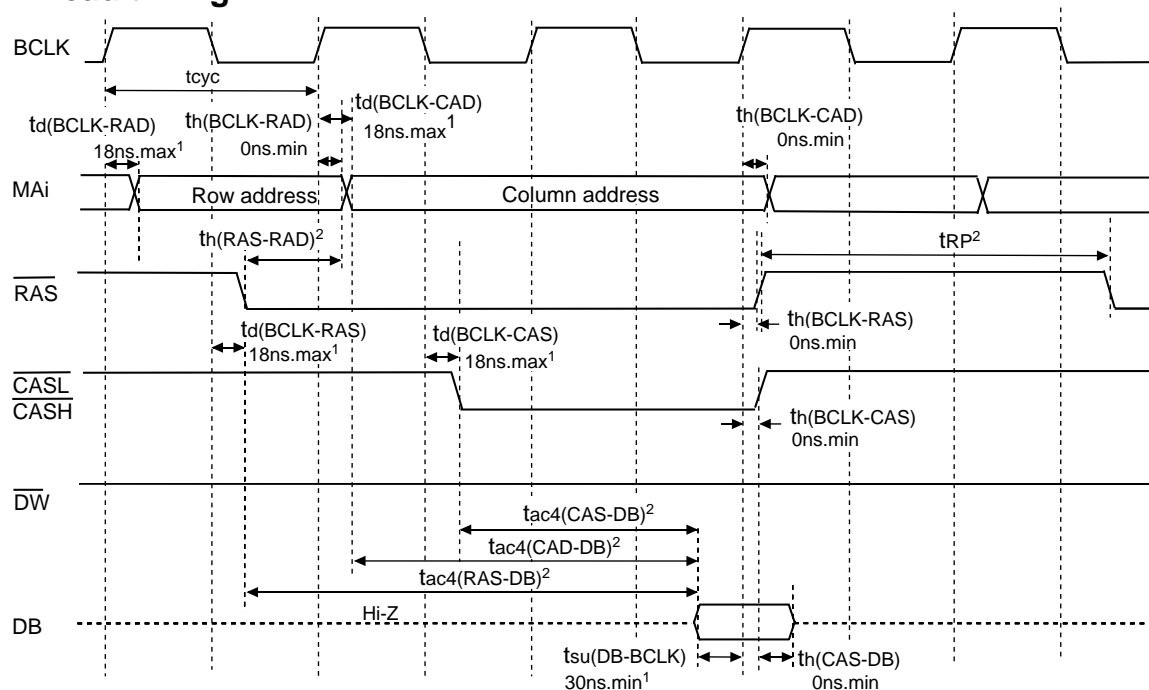 BCLK
tcyc
td(BCLK-RAD)
18ns.max1
th(BCLK-RAD)
0ns.min
td(BCLK-CAD)
18ns.max1
th(BCLK-CAD)
0ns.min
MAi
Row address
Column address
th(RAS-RAD)2
tRP2
RAS
td(BCLK-RAS)
18ns.max1
td(BCLK-CAS)
18ns.max1
th(BCLK-RAS)
0ns.min
CASL
CASH
th(BCLK-CAS)
0ns.min
DW
tac4(CAS-DB)2
tac4(CAD-DB)2
tac4(RAS-DB)2
Hi-Z
DB
tsu(DB-BCLK)
30ns.min1
th(CAS-DB)
0ns.min